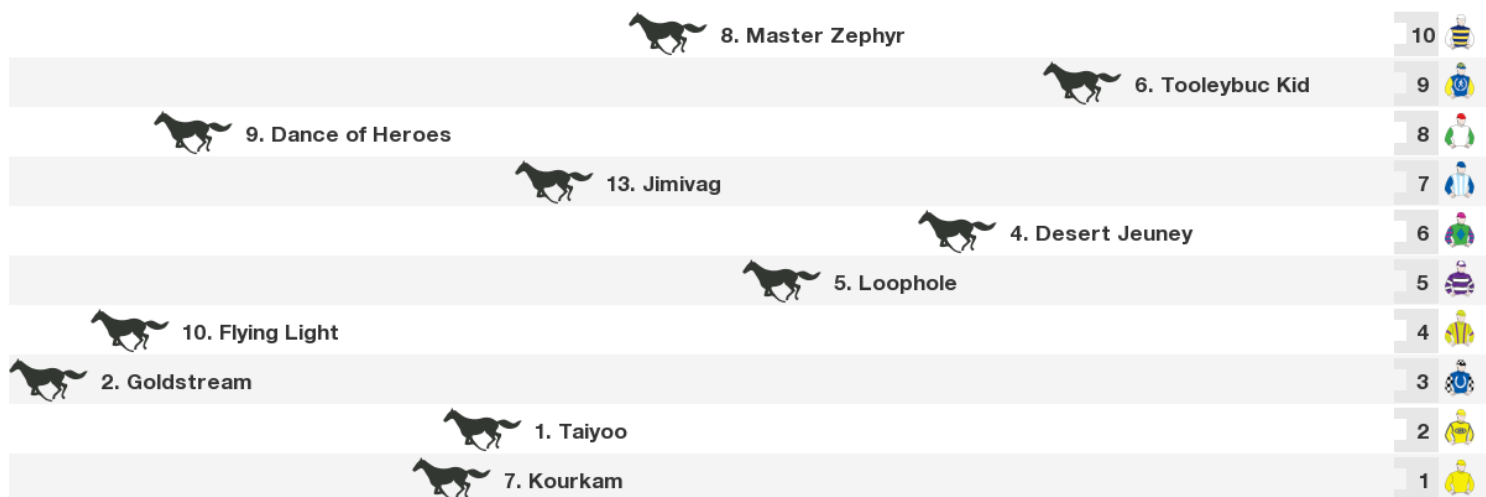 8. Master Zephyr 10
6. Tooleybuc Kid 9
9. Dance of Heroes 8
13. Jimivag 7
4. Desert Jeuney 6
5. Loophole 5
10. Flying Light 4
2. Goldstream 3
1. Taiyoo 2
7. Kourkam 1